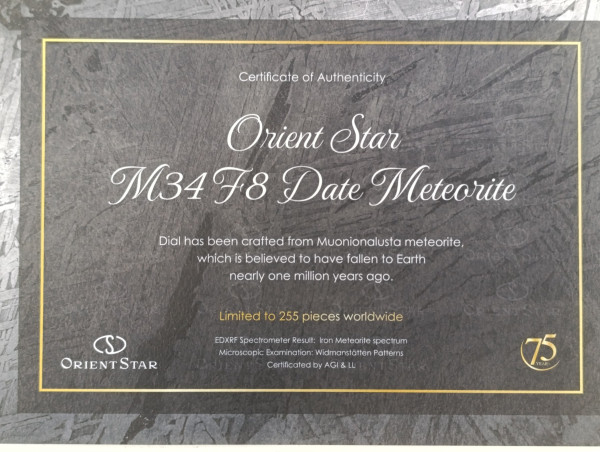 Certificate of Authenticity
Orient Star
M34 F8 Date Meteorite
Dial has been crafted from Muonionalusta meteorite,
which is believed to have fallen to Earth
nearly one million years ago.
Limited to 255 pieces worldwide
EDXRF Spectrometer Result: Iron Meteorite spectrum
Microscopic Examination: Widmanstätten Patterns
Certificated by AGI & LL
ORIENT STAR
75
YEAR